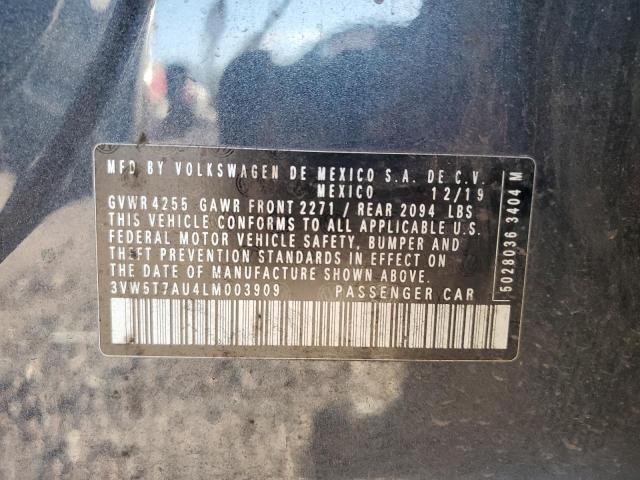 MFD BY VOLKSWAGEN DE MEXICO S.A. DE C.V.
MEXICO 12/19
GVWR 4255 GAWR FRONT 2271 / REAR 2094 LBS
THIS VEHICLE CONFORMS TO ALL APPLICABLE U.S.
FEDERAL MOTOR VEHICLE SAFETY, BUMPER AND
THEFT PREVENTION STANDARDS IN EFFECT ON
THE DATE OF MANUFACTURE SHOWN ABOVE.
3VW5T7AU4LM003909 PASSENGER CAR
5028036 3404 M